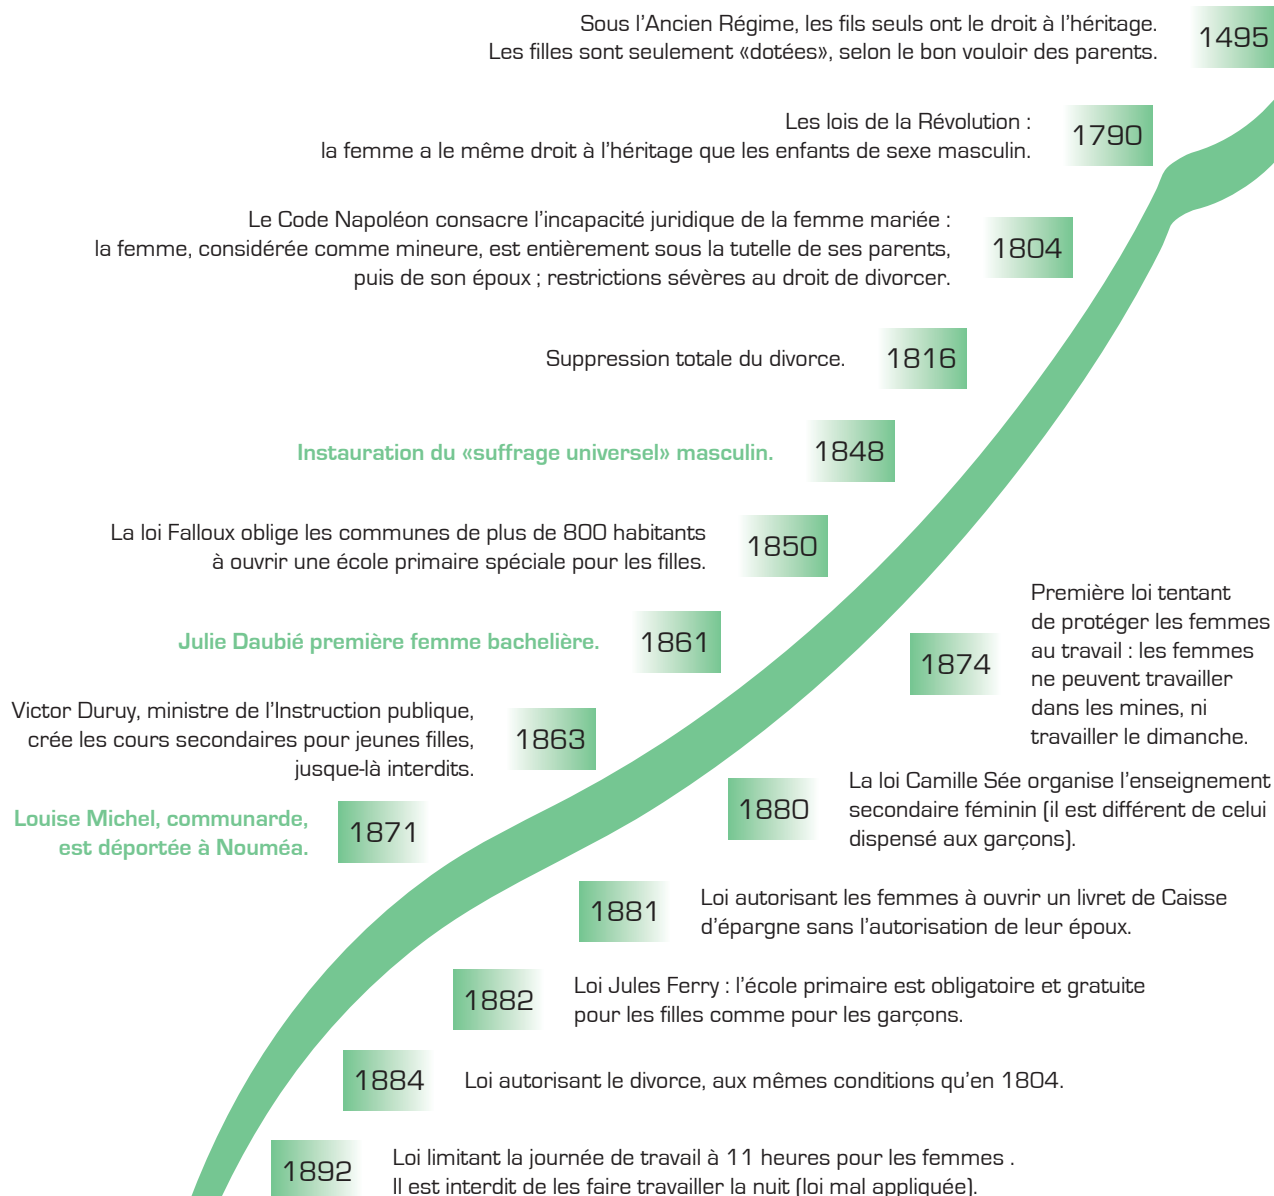 Sous l'Ancien Régime, les fils seuls ont le droit à l'héritage.
Les filles sont seulement «dotées», selon le bon vouloir des parents.
1495
Les lois de la Révolution :
la femme a le même droit à l'héritage que les enfants de sexe masculin.
1790
Le Code Napoléon consacre l'incapacité juridique de la femme mariée :
la femme, considérée comme mineure, est entièrement sous la tutelle de ses parents,
puis de son époux ; restrictions sévères au droit de divorcer.
1804
Suppression totale du divorce.
1816
Instauration du «suffrage universel» masculin.
1848
La loi Falloux oblige les communes de plus de 800 habitants
à ouvrir une école primaire spéciale pour les filles.
1850
Julie Daubié première femme bachelière.
1861
Victor Duruy, ministre de l'Instruction publique,
crée les cours secondaires pour jeunes filles,
jusque-là interdits.
1863
Louise Michel, communarde,
est déportée à Nouméa.
1871
1874
Première loi tentant
de protéger les femmes
au travail : les femmes
ne peuvent travailler
dans les mines, ni
travailler le dimanche.
1880
La loi Camille Sée organise l'enseignement
secondaire féminin (il est différent de celui
dispensé aux garçons).
1881
Loi autorisant les femmes à ouvrir un livret de Caisse
d'épargne sans l'autorisation de leur époux.
1882
Loi Jules Ferry : l'école primaire est obligatoire et gratuite
pour les filles comme pour les garçons.
1884
Loi autorisant le divorce, aux mêmes conditions qu'en 1804.
1892
Loi limitant la journée de travail à 11 heures pour les femmes .
Il est interdit de les faire travailler la nuit (loi mal appliquée).